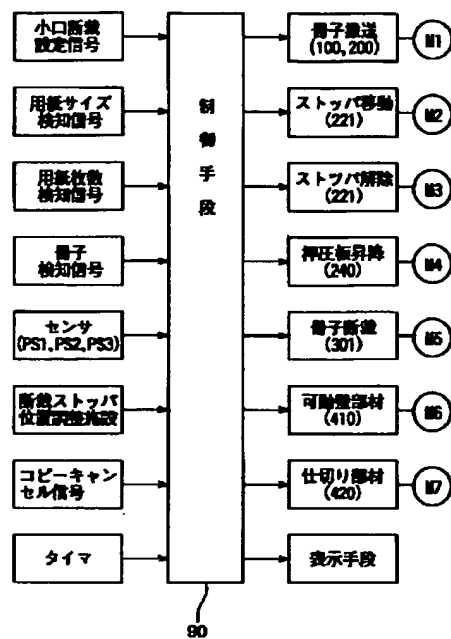 小口断裁
設定信号
用紙サイズ
検知信号
用紙枚数
検知信号
冊子
検知信号
センサ
(PS1,PS2,PS3)
断裁ストッパ
位置調整施設
コピーキャン
セル信号
タイマ
制御手段
90
冊子搬送
(100,200)
M1
ストッパ移動
(221)
M2
ストツパ解除
(221)
M3
押圧板昇降
(240)
M4
冊子断裁
(301)
M5
可動壁部材
(410)
M6
仕切り部材
(420)
M7
表示手段